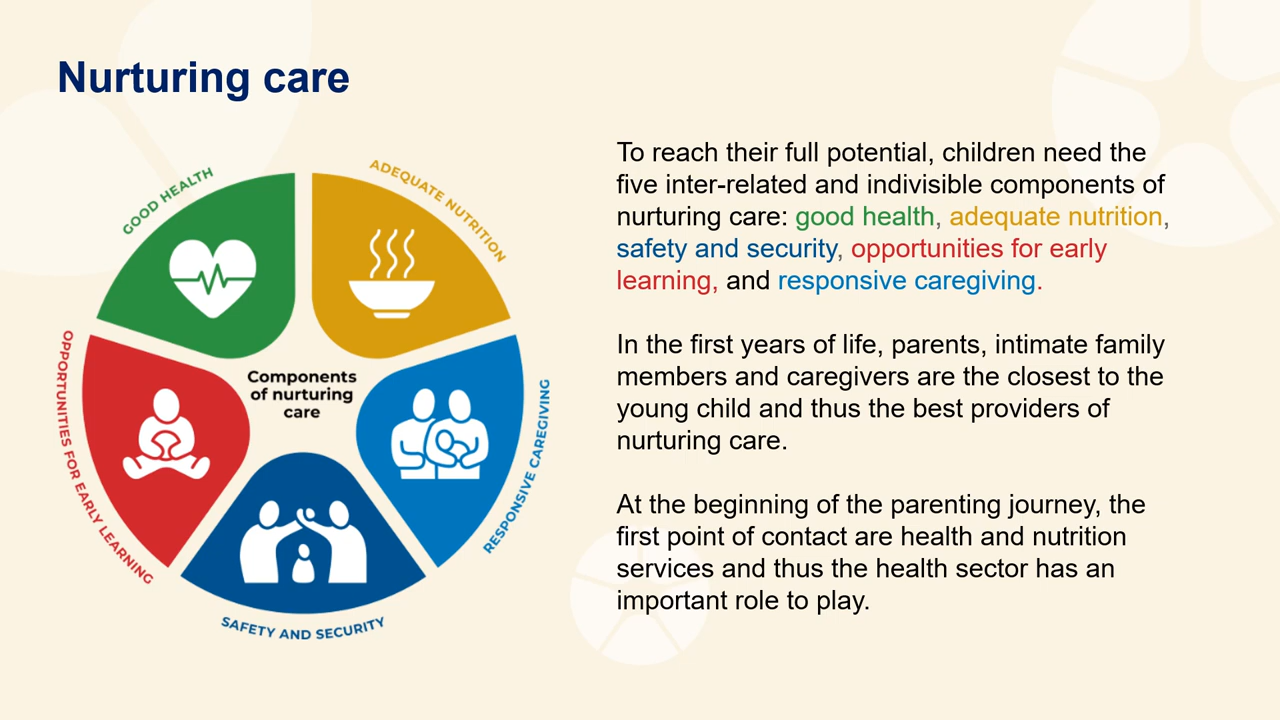 Nurturing care
GOOD HEALTH
ADEQUATE NUTRITION
OPPORTUNITIES FOR EARLY LEARNING
RESPONSIVE CAREGIVING
SAFETY AND SECURITY
Components
of nurturing
care
To reach their full potential, children need the
five inter-related and indivisible components of
nurturing care: good health, adequate nutrition,
safety and security, opportunities for early
learning, and responsive caregiving.
In the first years of life, parents, intimate family
members and caregivers are the closest to the
young child and thus the best providers of
nurturing care.
At the beginning of the parenting journey, the
first point of contact are health and nutrition
services and thus the health sector has an
important role to play.